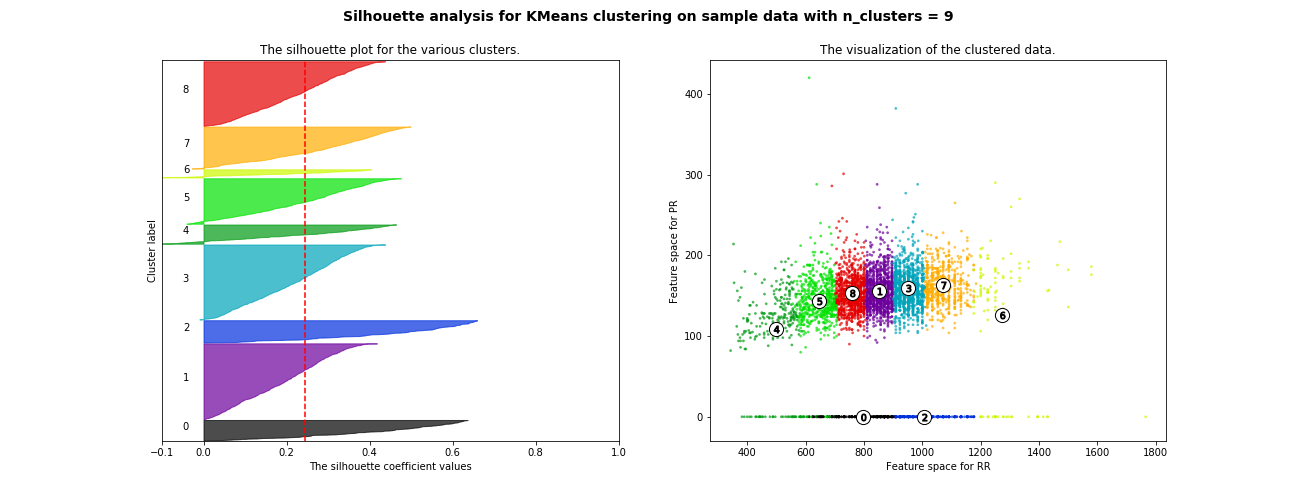 Silhouette analysis for KMeans clustering on sample data with n_clusters = 9
The silhouette plot for the various clusters.
Cluster label
8
7
6
5
4
3
2
1
0
−0.1 0.0 0.2 0.4 0.6 0.8 1.0
The silhouette coefficient values
The visualization of the clustered data.
Feature space for PR
400
300
200
100
0
4 5 8 1 3 7 6
0 2
400 600 800 1000 1200 1400 1600 1800
Feature space for RR